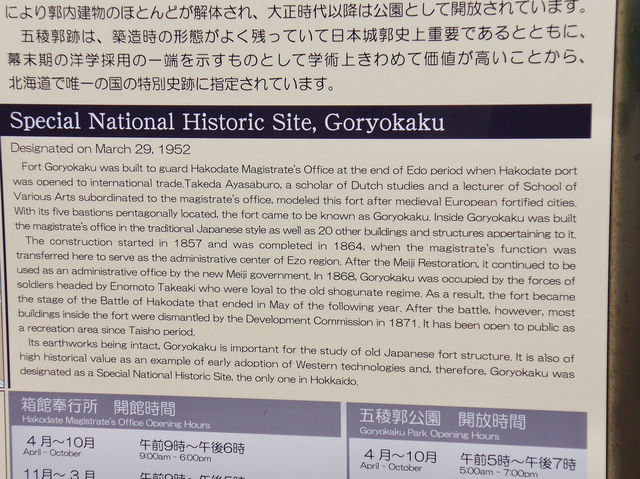 により郭内建物のほとんどが解体され、大正時代以降は公園として開放されています。
五稜郭跡は、築造時の形態がよく残っていて日本城郭史上重要であるとともに、
幕末期の洋学採用の一端を示すものとして学術上きわめて価値が高いことから、
北海道で唯一の国の特別史跡に指定されています。
Special National Historic Site, Goryokaku
Designated on March 29, 1952
Fort Goryokaku was built to guard Hakodate Magistrate's Office at the end of Edo period when Hakodate port
was opened to international trade.Takeda Ayasaburo, a scholar of Dutch studies and a lecturer of School of
Various Arts subordinated to the magistrate's office, modeled this fort after medieval European fortified cities.
With its five bastions pentagonally located, the fort came to be known as Goryokaku. Inside Goryokaku was built
the magistrate's office in the traditional Japanese style as well as 20 other buildings and structures appertaining to it.
The construction started in 1857 and was completed in 1864, when the magistrate's function was
transferred here to serve as the administrative center of Ezo region. After the Meiji Restoration, it continued to be
used as an administrative office by the new Meiji government. In 1868, Goryokaku was occupied by the forces of
soldiers headed by Enomoto Takeaki who were loyal to the old shogunate regime. As a result, the fort became
the stage of the Battle of Hakodate that ended in May of the following year. After the battle, however, most
buildings inside the fort were dismantled by the Development Commission in 1871. It has been open to public as
a recreation area since Taisho period.
Its earthworks being intact, Goryokaku is important for the study of old Japanese fort structure. It is also of
high historical value as an example of early adoption of Western technologies and, therefore, Goryokaku was
designated as a Special National Historic Site, the only one in Hokkaido.
箱館奉行所 開館時間
Hakodate Magistrate's Office Opening Hours
4月～10月 午前9時～午後6時
April - October 9:00am - 6:00pm
11月～3月 午前9時～午後5時
五稜郭公園 開放時間
Goryokaku Park Opening Hours
4月～10月 午前5時～午後7時
April - October 5:00am - 7:00pm